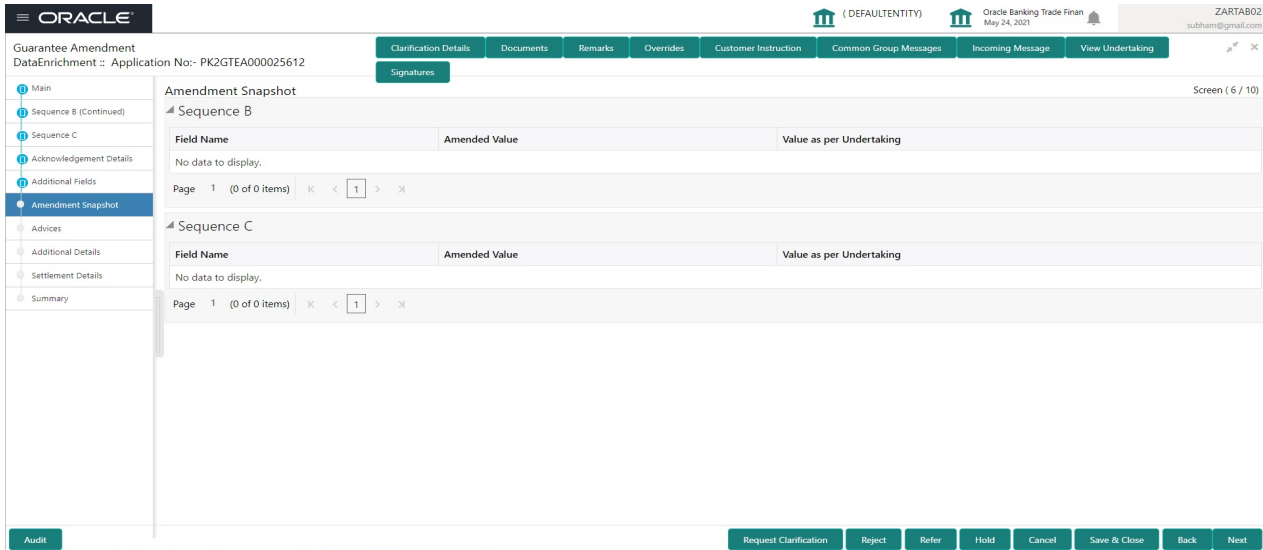 ORACLE
( DEFAULTENTITY)
Oracle Banking Trade Finan
May 24, 2021
ZARTAB02
subham@gmail.com
Guarantee Amendment
DataEnrichment :: Application No:- PK2GTEA000025612
Clarification Details
Documents
Remarks
Overrides
Customer Instruction
Common Group Messages
Incoming Message
View Undertaking
Signatures
Main
Sequence B (Continued)
Sequence C
Acknowledgement Details
Additional Fields
Amendment Snapshot
Advices
Additional Details
Settlement Details
Summary
Amendment Snapshot
Screen ( 6 / 10)
Sequence B
Field Name Amended Value Value as per Undertaking
No data to display.
Page 1 (0 of 0 items) 1
Sequence C
Field Name Amended Value Value as per Undertaking
No data to display.
Page 1 (0 of 0 items) 1
Audit
Request Clarification
Reject
Refer
Hold
Cancel
Save & Close
Back
Next